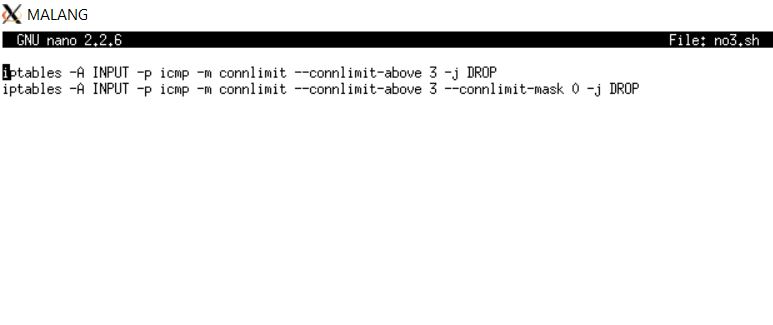 MALANG
GNU nano 2.2.6 File: no3.sh
iptables -A INPUT -p icmp -m connlimit --connlimit-above 3 -j DROP
iptables -A INPUT -p icmp -m connlimit --connlimit-above 3 --connlimit-mask 0 -j DROP